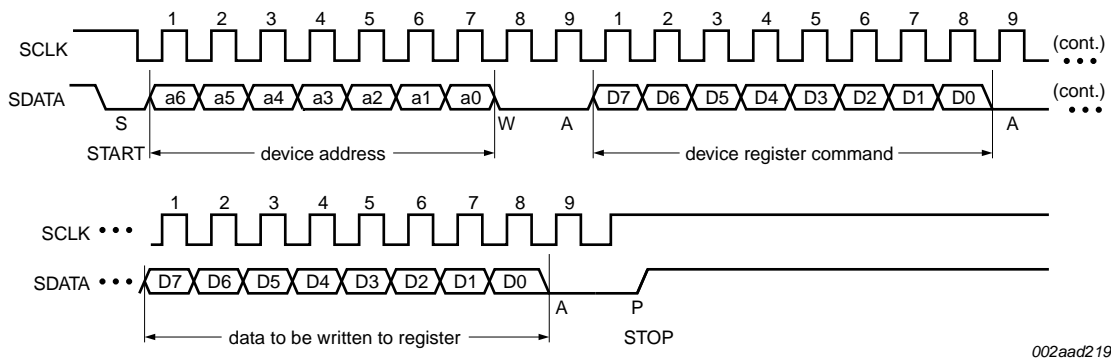 1 2 3 4 5 6 7 8 9 1 2 3 4 5 6 7 8 9
SCLK (cont.)
SDATA a6 a5 a4 a3 a2 a1 a0 D7 D6 D5 D4 D3 D2 D1 D0 (cont.)
S W A A
START device address device register command
1 2 3 4 5 6 7 8 9
SCLK
SDATA D7 D6 D5 D4 D3 D2 D1 D0
A P
data to be written to register STOP
002aad219